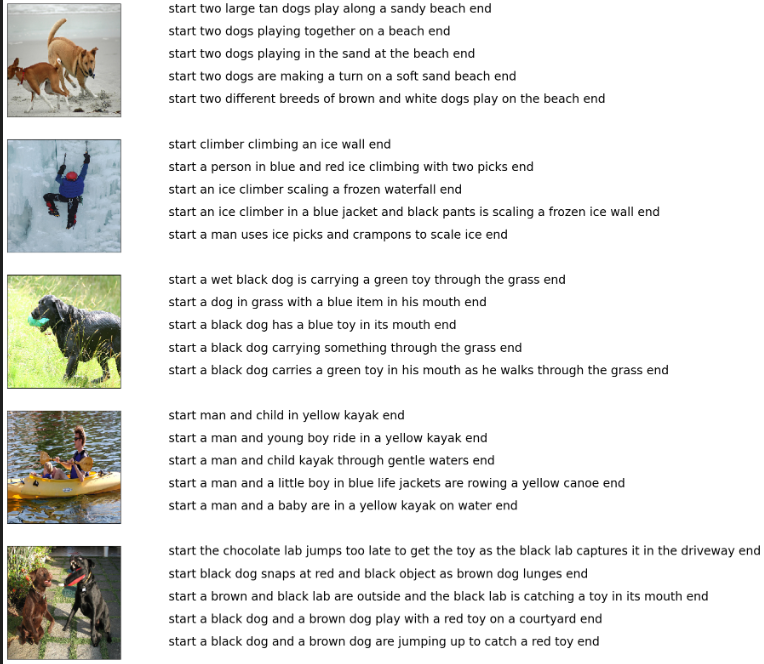 start two large tan dogs play along a sandy beach end
start two dogs playing together on a beach end
start two dogs playing in the sand at the beach end
start two dogs are making a turn on a soft sand beach end
start two different breeds of brown and white dogs play on the beach end
start climber climbing an ice wall end
start a person in blue and red ice climbing with two picks end
start an ice climber scaling a frozen waterfall end
start an ice climber in a blue jacket and black pants is scaling a frozen ice wall end
start a man uses ice picks and crampons to scale ice end
start a wet black dog is carrying a green toy through the grass end
start a dog in grass with a blue item in his mouth end
start a black dog has a blue toy in its mouth end
start a black dog carrying something through the grass end
start a black dog carries a green toy in his mouth as he walks through the grass end
start man and child in yellow kayak end
start a man and young boy ride in a yellow kayak end
start a man and child kayak through gentle waters end
start a man and a little boy in blue life jackets are rowing a yellow canoe end
start a man and a baby are in a yellow kayak on water end
start the chocolate lab jumps too late to get the toy as the black lab captures it in the driveway end
start black dog snaps at red and black object as brown dog lunges end
start a brown and black lab are outside and the black lab is catching a toy in its mouth end
start a black dog and a brown dog play with a red toy on a courtyard end
start a black dog and a brown dog are jumping up to catch a red toy end